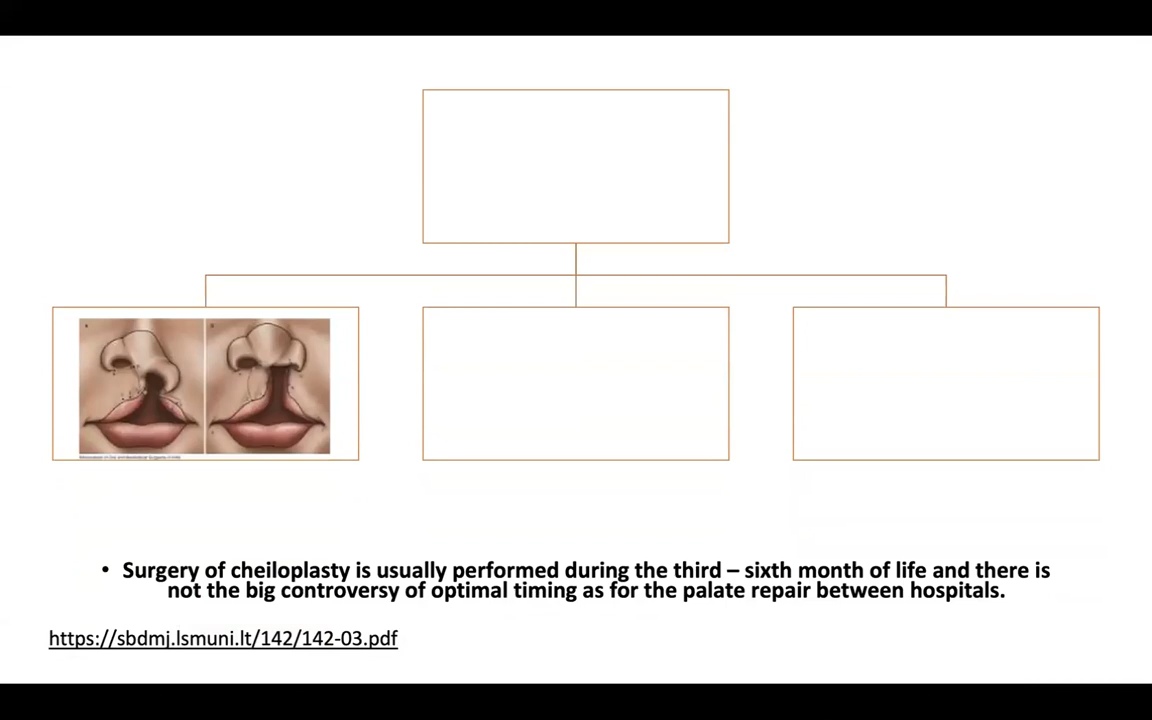 • Surgery of cheiloplasty is usually performed during the third – sixth month of life and there is
not the big controversy of optimal timing as for the palate repair between hospitals.
https://sbdmj.lsmuni.lt/142/142-03.pdf